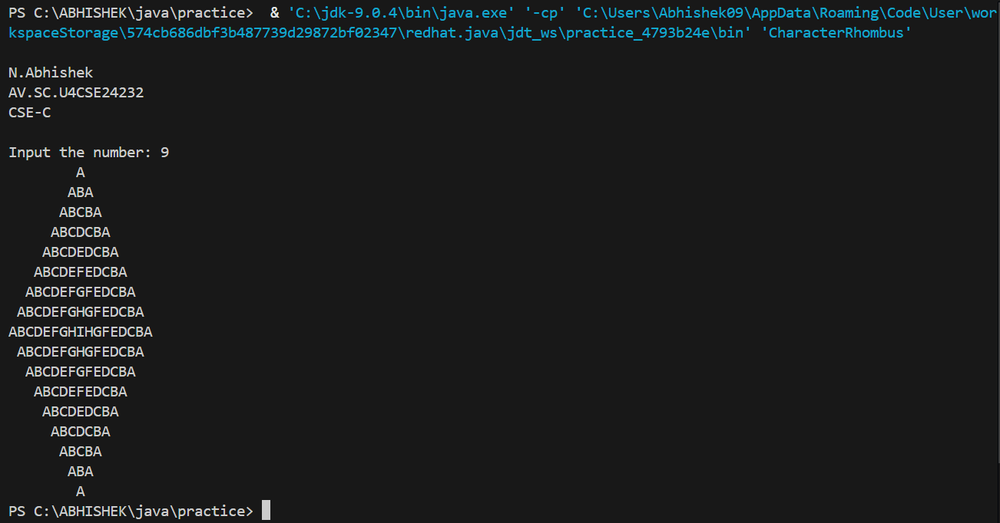 PS C:\ABHISHEK\java\practice>  & 'C:\jdk-9.0.4\bin\java.exe' '-cp' 'C:\Users\Abhishek09\AppData\Roaming\Code\User\wor
kspaceStorage\574cb686dbf3b487739d29872bf02347\redhat.java\jdt_ws\practice_4793b24e\bin' 'CharacterRhombus'
N.Abhishek
AV.SC.U4CSE24232
CSE-C
Input the number: 9
        A
       ABA
      ABCBA
     ABCDCBA
    ABCDEDCBA
   ABCDEFEDCBA
  ABCDEFGFEDCBA
 ABCDEFGHGFEDCBA
ABCDEFGHIHGFEDCBA
 ABCDEFGHGFEDCBA
  ABCDEFGFEDCBA
   ABCDEFEDCBA
    ABCDEDCBA
     ABCDCBA
      ABCBA
       ABA
        A
PS C:\ABHISHEK\java\practice>